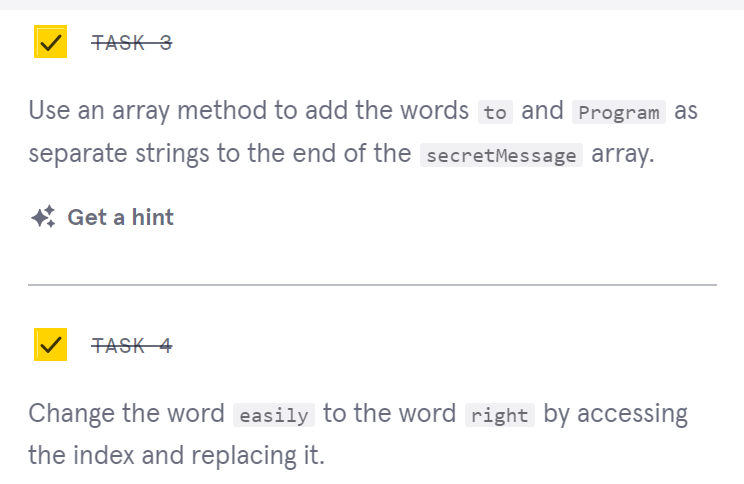 TASK 3
Use an array method to add the words to and Program as
separate strings to the end of the secretMessage array.
Get a hint
TASK 4
Change the word easily to the word right by accessing
the index and replacing it.